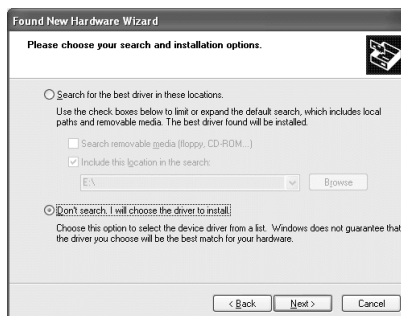 Found New Hardware Wizard
Please choose your search and installation options.
Search for the best driver in these locations.
Use the check boxes below to limit or expand the default search, which includes local
paths and removable media. The best driver found will be installed.
Search removable media (floppy, CD-ROM...)
Include this location in the search:
E:\
Browse
Don't search. I will choose the driver to install.
Choose this option to select the device driver from a list. Windows does not guarantee that
the driver you choose will be the best match for your hardware.
< Back Next > Cancel